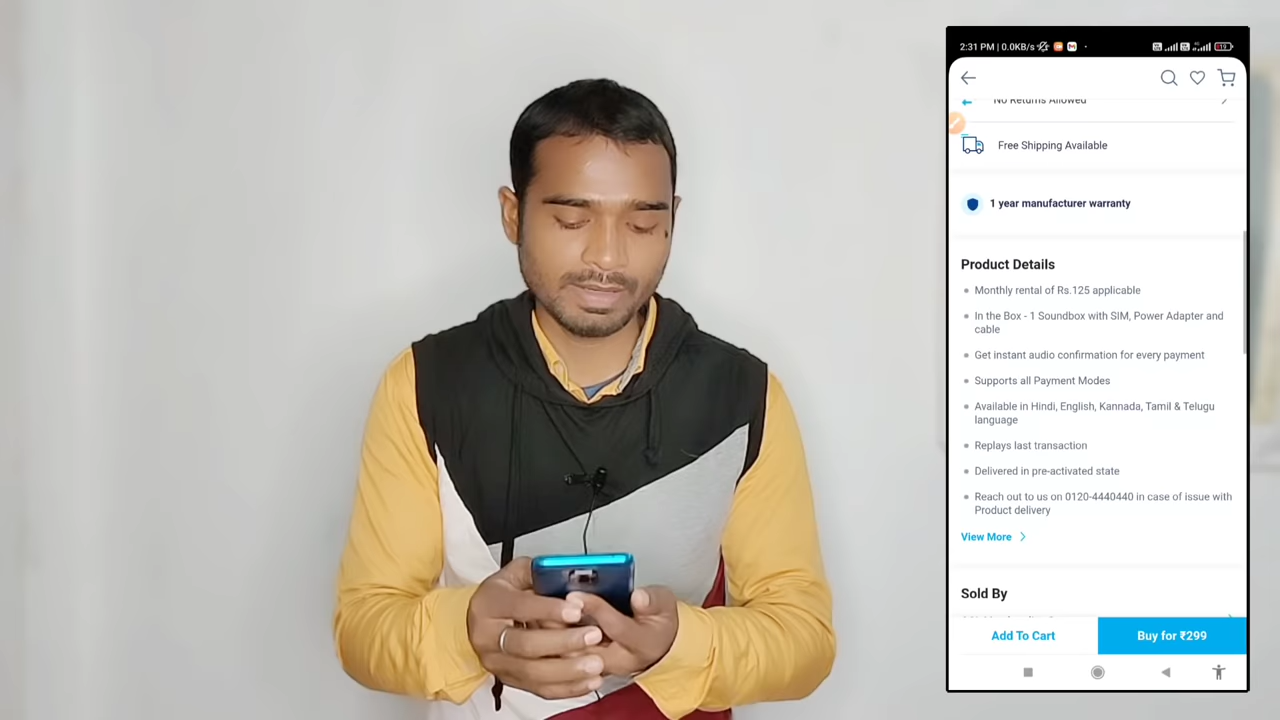 2:31 PM | 0.0KB/s
19
No Returns Allowed
Free Shipping Available
1 year manufacturer warranty
Product Details
Monthly rental of Rs.125 applicable
In the Box - 1 Soundbox with SIM, Power Adapter and
cable
Get instant audio confirmation for every payment
Supports all Payment Modes
Available in Hindi, English, Kannada, Tamil & Telugu
language
Replays last transaction
Delivered in pre-activated state
Reach out to us on 0120-4440440 in case of issue with
Product delivery
View More
Sold By
Add To Cart
Buy for ₹299